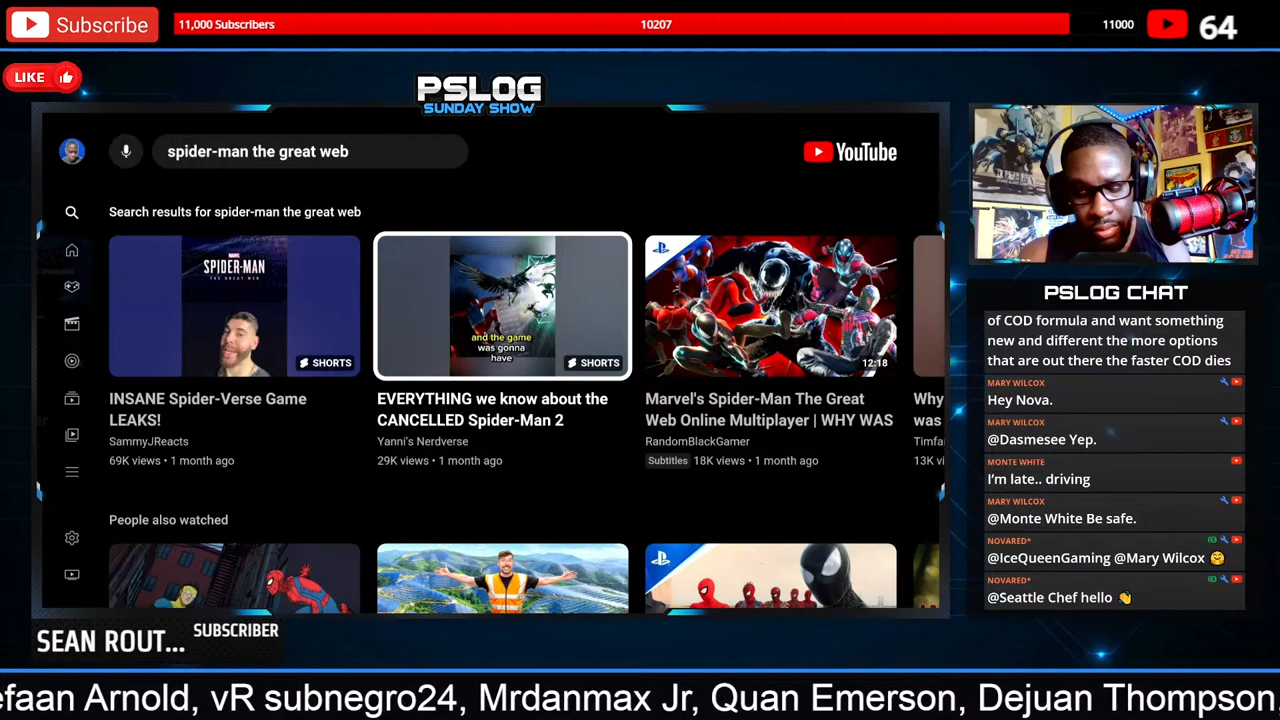 Subscribe
11,000 Subscribers
10207
11000
64
LIKE
PSLOG
SUNDAY SHOW
spider-man the great web
YouTube
Search results for spider-man the great web
MARVEL
SPIDER-MAN
THE GREAT WEB
SHORTS
and the game
was gonna
have
SHORTS
12:18
INSANE Spider-Verse Game
LEAKS!
SammyJReacts
69K views • 1 month ago
EVERYTHING we know about the
CANCELLED Spider-Man 2
Yanni's Nerdverse
29K views • 1 month ago
Marvel's Spider-Man The Great
Web Online Multiplayer | WHY WAS
RandomBlackGamer
Subtitles 18K views • 1 month ago
Why
was
Timfa
13K v
People also watched
PSLOG CHAT
of COD formula and want something
new and different the more options
that are out there the faster COD dies
MARY WILCOX
Hey Nova.
MARY WILCOX
@Dasmesee Yep.
MONTE WHITE
I'm late.. driving
MARY WILCOX
@Monte White Be safe.
NOVARED*
@IceQueenGaming @Mary Wilcox 🤗
NOVARED*
@Seattle Chef hello 👋
SEAN ROUT...
SUBSCRIBER
efaan Arnold, vR subnegro24, Mrdanmax Jr, Quan Emerson, Dejuan Thompson,